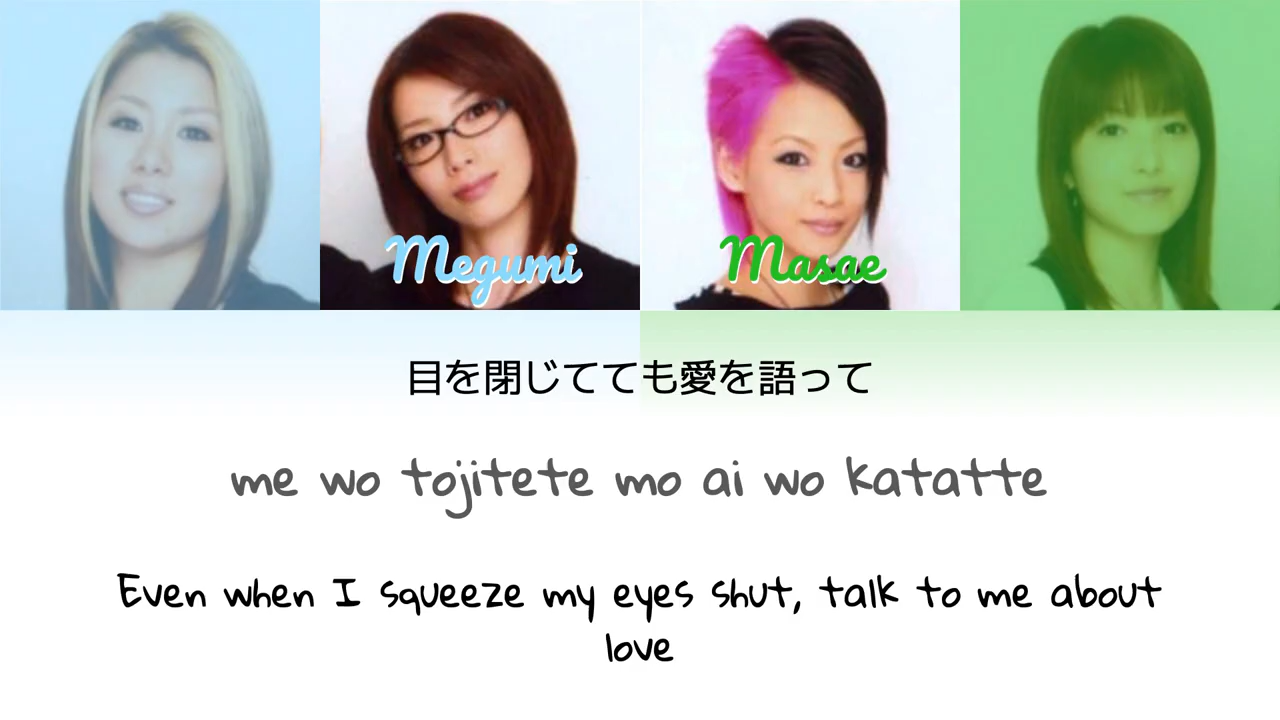 Megumi
Masae
目を閉じてても愛を語って
me wo tojitete mo ai wo katatte
Even when I squeeze my eyes shut, talk to me about
love